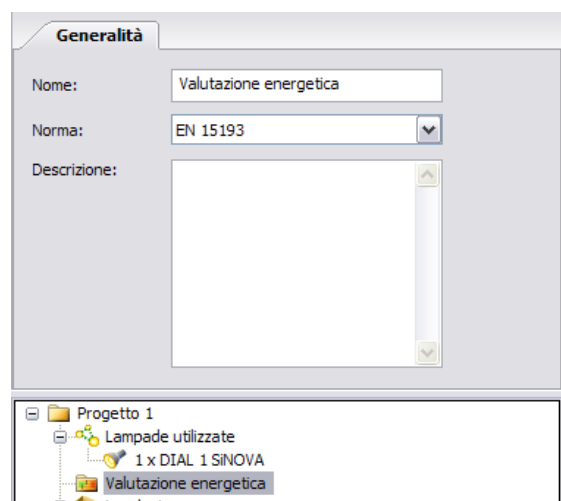 Generalità
Nome: Valutazione energetica
Norma: EN 15193
Descrizione:
Progetto 1
Lampade utilizzate
1 x DIAL 1 SiNOVA
Valutazione energetica